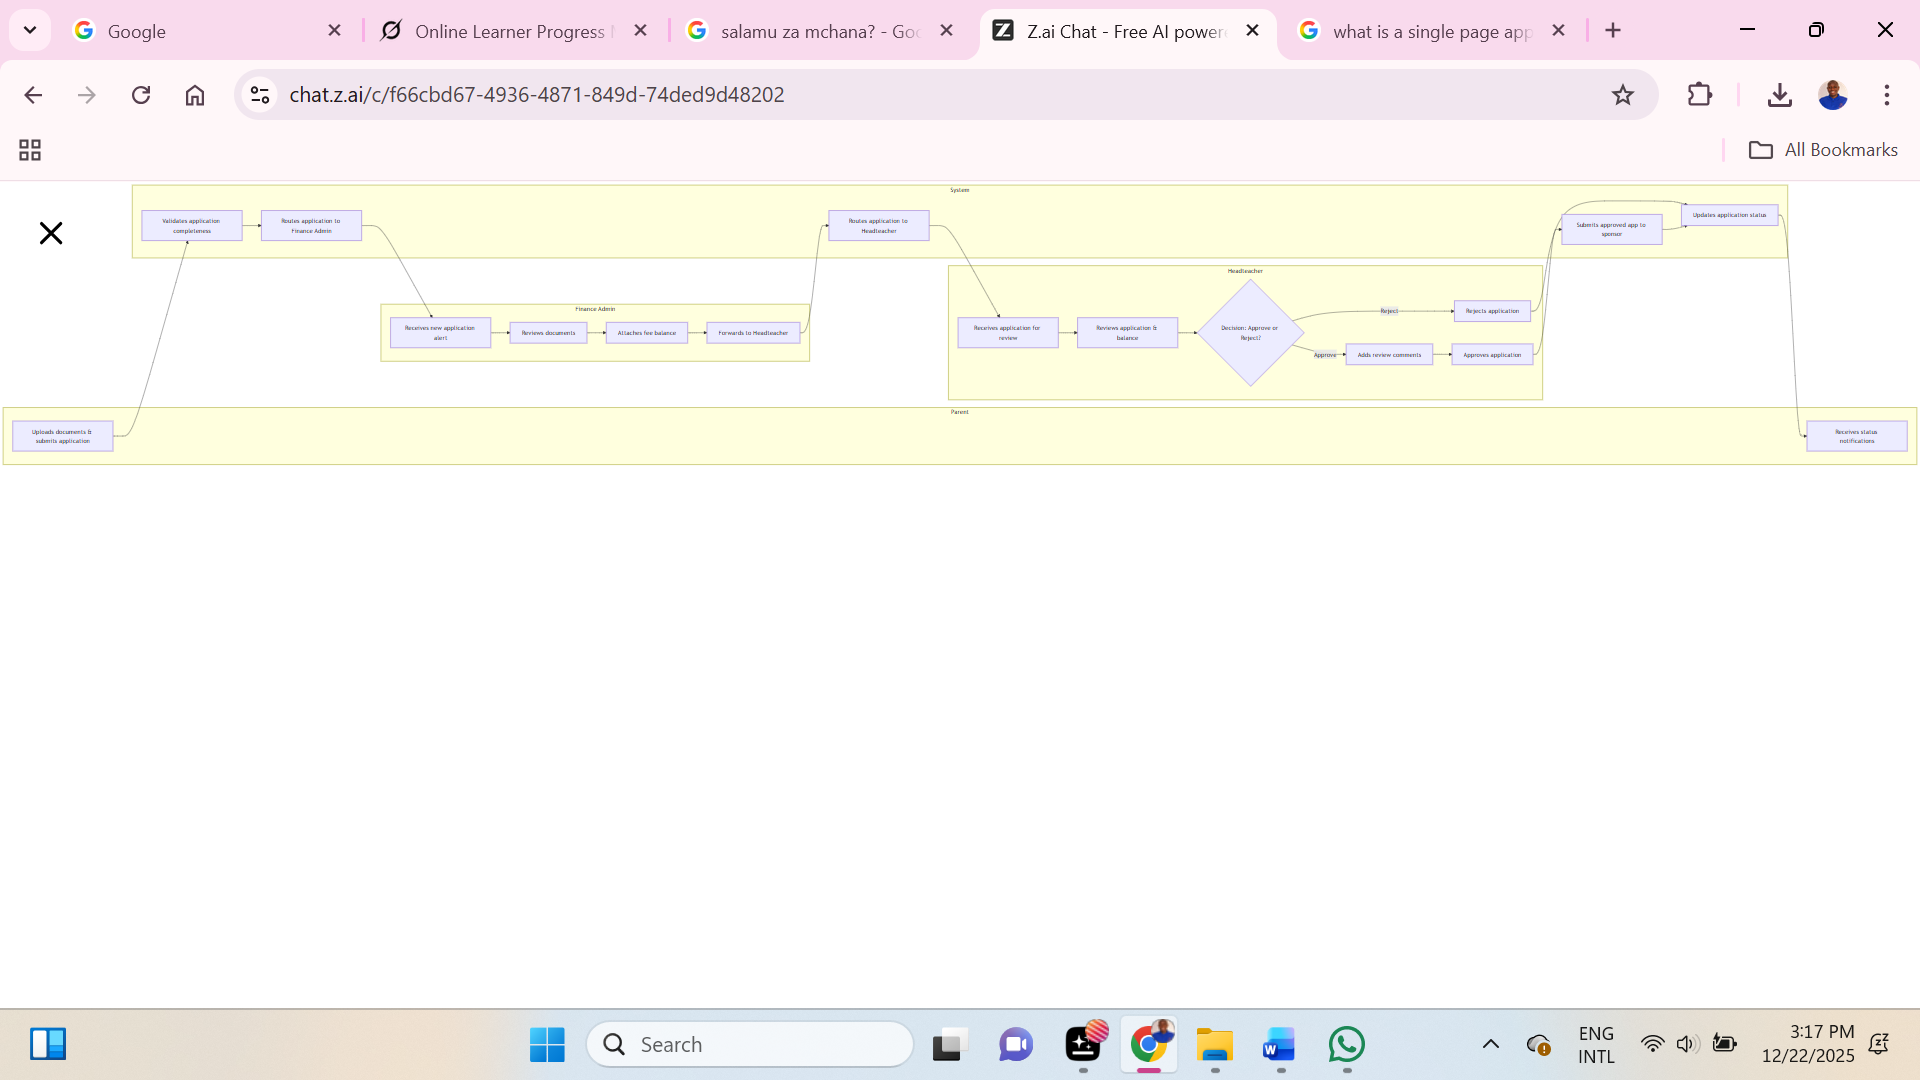 Google
Online Learner Progress
salamu za mchana? - Goo
Z.ai Chat - Free AI power
what is a single page app
chat.z.ai/c/f66cbd67-4936-4871-849d-74ded9d48202
All Bookmarks
System
Validates application
completeness
Routes application to
Finance Admin
Routes application to
Headteacher
Submits approved app to
sponsor
Updates application status
Finance Admin
Receives new application
alert
Reviews documents
Attaches fee balance
Forwards to Headteacher
Headteacher
Receives application for
review
Reviews application &
balance
Decision: Approve or
Reject?
Reject
Rejects application
Approve
Adds review comments
Approves application
Parent
Uploads documents &
submits application
Receives status
notifications
Search
ENG
INTL
3:17 PM
12/22/2025